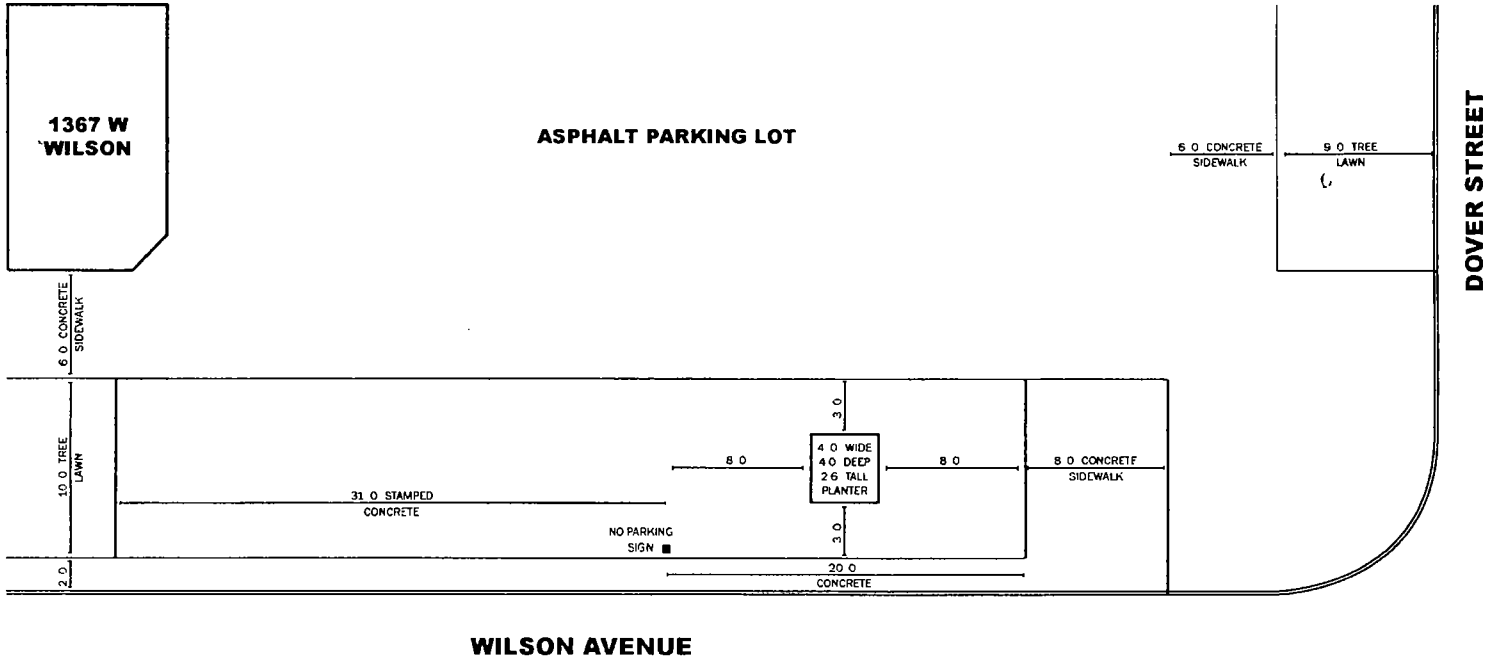 1367 W
WILSON
ASPHALT PARKING LOT
6 0 CONCRETE
SIDEWALK
9 0 TREE
LAWN
DOVER STREET
6 0 CONCRETE
SIDEWALK
10 0 TREE
LAWN
2 0
31 0 STAMPED
CONCRETE
NO PARKING
SIGN
8 0
3 0
4 0 WIDE
4 0 DEEP
2 6 TALL
PLANTER
3 0
8 0
8 0 CONCRETE
SIDEWALK
20 0
CONCRETE
WILSON AVENUE